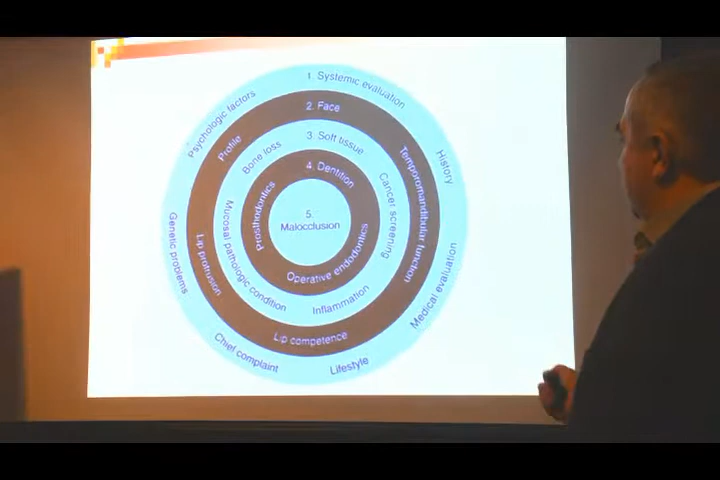 1. Systemic evaluation
History
Medical evaluation
Lifestyle
Chief complaint
Genetic problems
Psychologic factors
2. Face
Temporomandibular function
Lip competence
Lip protrusion
Profile
3. Soft tissue
Cancer screening
Inflammation
Mucosal pathologic condition
Bone loss
4. Dentition
Operative endodontics
Prosthodontics
5.
Malocclusion